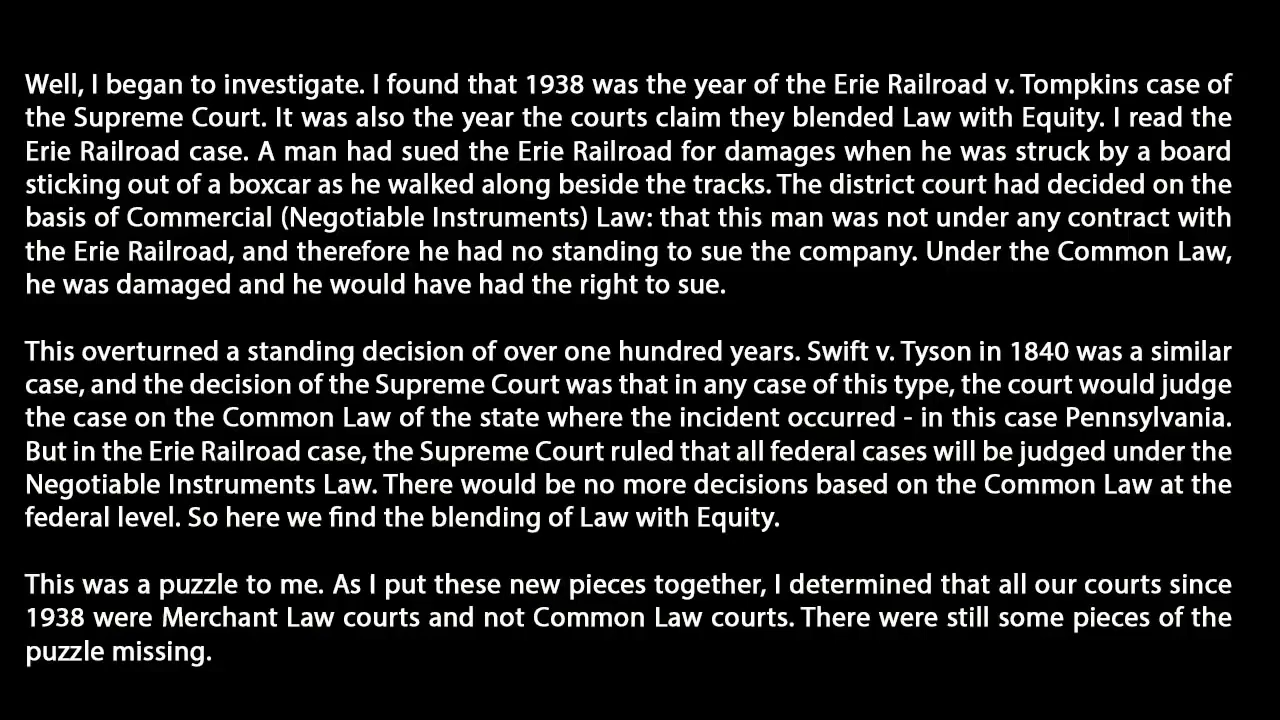 Well, I began to investigate. I found that 1938 was the year of the Erie Railroad v. Tompkins case of
the Supreme Court. It was also the year the courts claim they blended Law with Equity. I read the
Erie Railroad case. A man had sued the Erie Railroad for damages when he was struck by a board
sticking out of a boxcar as he walked along beside the tracks. The district court had decided on the
basis of Commercial (Negotiable Instruments) Law: that this man was not under any contract with
the Erie Railroad, and therefore he had no standing to sue the company. Under the Common Law,
he was damaged and he would have had the right to sue.
This overturned a standing decision of over one hundred years. Swift v. Tyson in 1840 was a similar
case, and the decision of the Supreme Court was that in any case of this type, the court would judge
the case on the Common Law of the state where the incident occurred - in this case Pennsylvania.
But in the Erie Railroad case, the Supreme Court ruled that all federal cases will be judged under the
Negotiable Instruments Law. There would be no more decisions based on the Common Law at the
federal level. So here we find the blending of Law with Equity.
This was a puzzle to me. As I put these new pieces together, I determined that all our courts since
1938 were Merchant Law courts and not Common Law courts. There were still some pieces of the
puzzle missing.